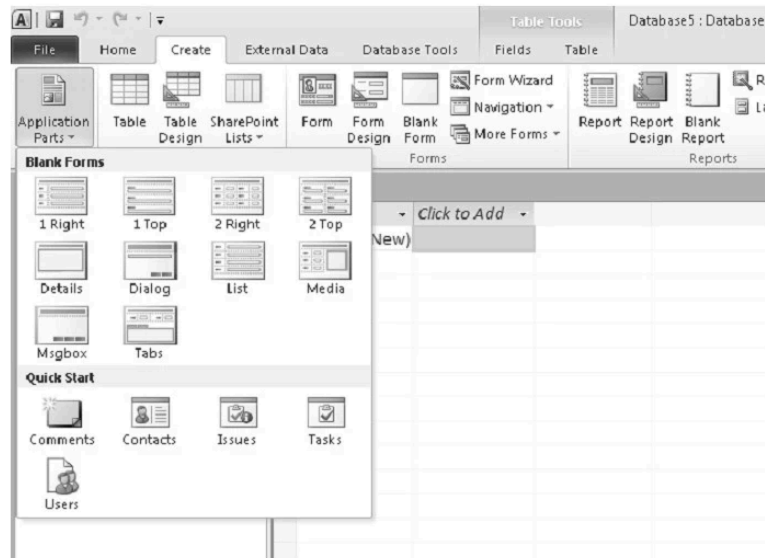 Table Tools
Database5 : Database
File Home Create External Data Database Tools Fields Table
Application Parts
Table
Table Design
SharePoint Lists
Form
Form Design
Blank Form
Form Wizard
Navigation
More Forms
Report
Report Design
Blank Report
R
La
Forms
Reports
Blank Forms
1 Right 1 Top 2 Right 2 Top
Details Dialog List Media
Msgbox Tabs
Quick Start
Comments Contacts Issues Tasks
Users
Click to Add
New)